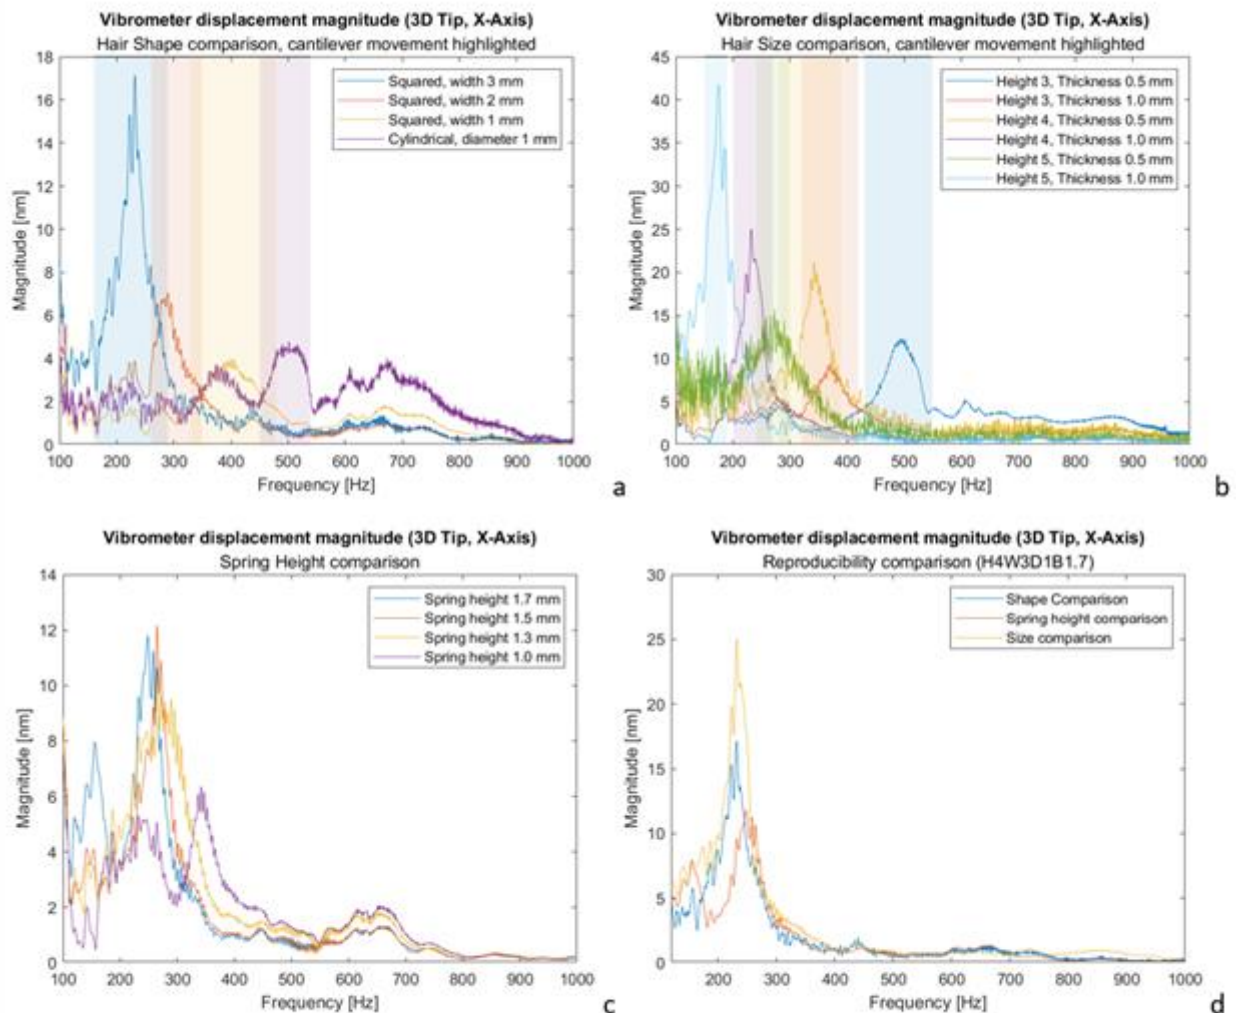 Vibrometer displacement magnitude (3D Tip, X-Axis)
Hair Shape comparison, cantilever movement highlighted
18
16
14
12
10
8
6
4
2
0
Magnitude [nm]
Squared, width 3 mm
Squared, width 2 mm
Squared, width 1 mm
Cylindrical, diameter 1 mm
100 200 300 400 500 600 700 800 900 1000
Frequency [Hz]
a
Vibrometer displacement magnitude (3D Tip, X-Axis)
Hair Size comparison, cantilever movement highlighted
45
40
35
30
25
20
15
10
5
0
Magnitude [nm]
Height 3, Thickness 0.5 mm
Height 3, Thickness 1.0 mm
Height 4, Thickness 0.5 mm
Height 4, Thickness 1.0 mm
Height 5, Thickness 0.5 mm
Height 5, Thickness 1.0 mm
100 200 300 400 500 600 700 800 900 1000
Frequency [Hz]
b
Vibrometer displacement magnitude (3D Tip, X-Axis)
Spring Height comparison
14
12
10
8
6
4
2
0
Magnitude [nm]
Spring height 1.7 mm
Spring height 1.5 mm
Spring height 1.3 mm
Spring height 1.0 mm
100 200 300 400 500 600 700 800 900 1000
Frequency [Hz]
c
Vibrometer displacement magnitude (3D Tip, X-Axis)
Reproducibility comparison (H4W3D1B1.7)
30
25
20
15
10
5
0
Magnitude [nm]
Shape Comparison
Spring height comparison
Size comparison
200 300 400 500 600 700 800 900 1000
Frequency [Hz]
d